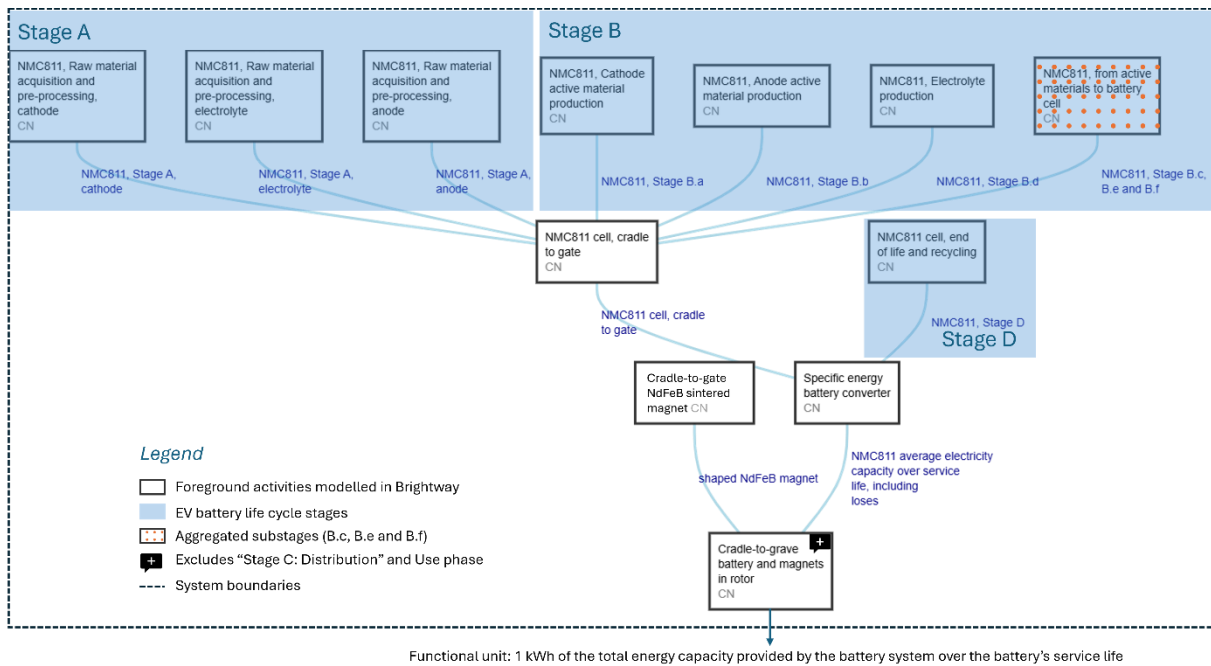 Stage A
NMC811, Raw material
acquisition and
pre-processing,
cathode
CN
NMC811, Raw material
acquisition and
pre-processing,
electrolyte
CN
NMC811, Raw material
acquisition and
pre-processing,
anode
CN
NMC811, Stage A,
cathode
NMC811, Stage A,
electrolyte
NMC811, Stage A,
anode
Stage B
NMC811, Cathode
active material
production
CN
NMC811, Anode active
material production
CN
NMC811, Electrolyte
production
CN
NMC811, from active
materials to battery
cell
CN
NMC811, Stage B.a
NMC811, Stage B.b
NMC811, Stage B.d
NMC811, Stage B.c,
B.e and B.f
NMC811 cell, cradle
to gate
CN
NMC811 cell, end
of life and recycling
CN
NMC811 cell, cradle
to gate
NMC811, Stage D
Stage D
Cradle-to-gate
NdFeB sintered
magnet CN
Specific energy
battery converter
CN
shaped NdFeB magnet
NMC811 average electricity
capacity over service
life, including
loses
Cradle-to-grave
battery and magnets
in rotor
CN
Legend
Foreground activities modelled in Brightway
EV battery life cycle stages
Aggregated substages (B.c, B.e and B.f)
Excludes “Stage C: Distribution” and Use phase
System boundaries
Functional unit: 1 kWh of the total energy capacity provided by the battery system over the battery’s service life